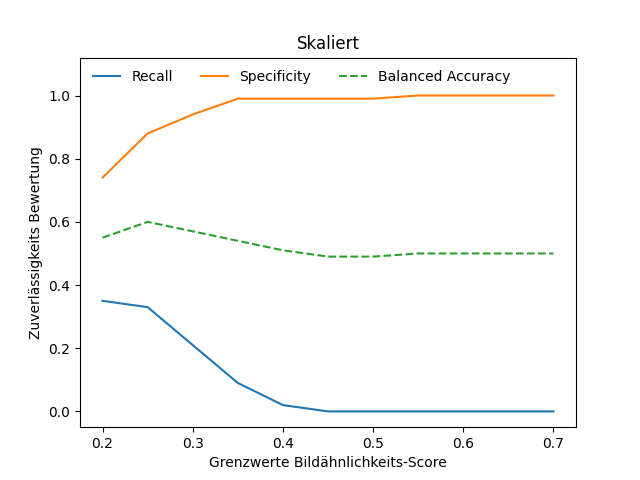 Skaliert
Recall Specificity Balanced Accuracy
1.0
0.8
0.6
0.4
0.2
0.0
Zuverlässigkeits Bewertung
0.2 0.3 0.4 0.5 0.6 0.7
Grenzwerte Bildähnlichkeits-Score